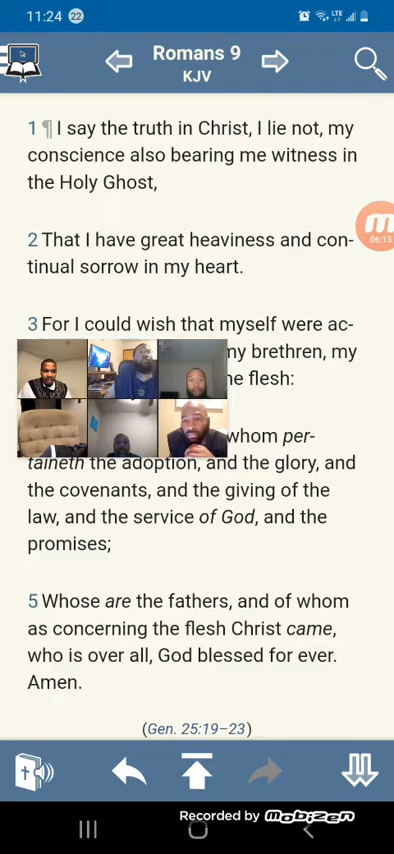 11:24 22 LTE
Romans 9
KJV
1 ¶ I say the truth in Christ, I lie not, my
conscience also bearing me witness in
the Holy Ghost,
2 That I have great heaviness and con-
tinual sorrow in my heart.
06:13
3 For I could wish that myself were ac-
my brethren, my
e flesh:
whom per-
taineth the adoption, and the glory, and
the covenants, and the giving of the
law, and the service of God, and the
promises;
5 Whose are the fathers, and of whom
as concerning the flesh Christ came,
who is over all, God blessed for ever.
Amen.
(Gen. 25:19–23)
Recorded by mobizen